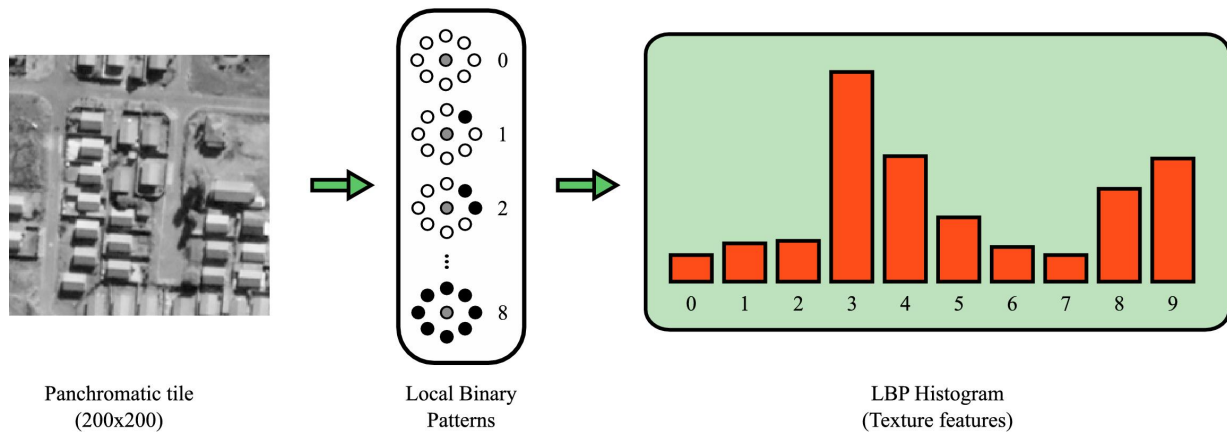 0
1
2
...
8
0 1 2 3 4 5 6 7 8 9
Panchromatic tile
(200x200)
Local Binary
Patterns
LBP Histogram
(Texture features)